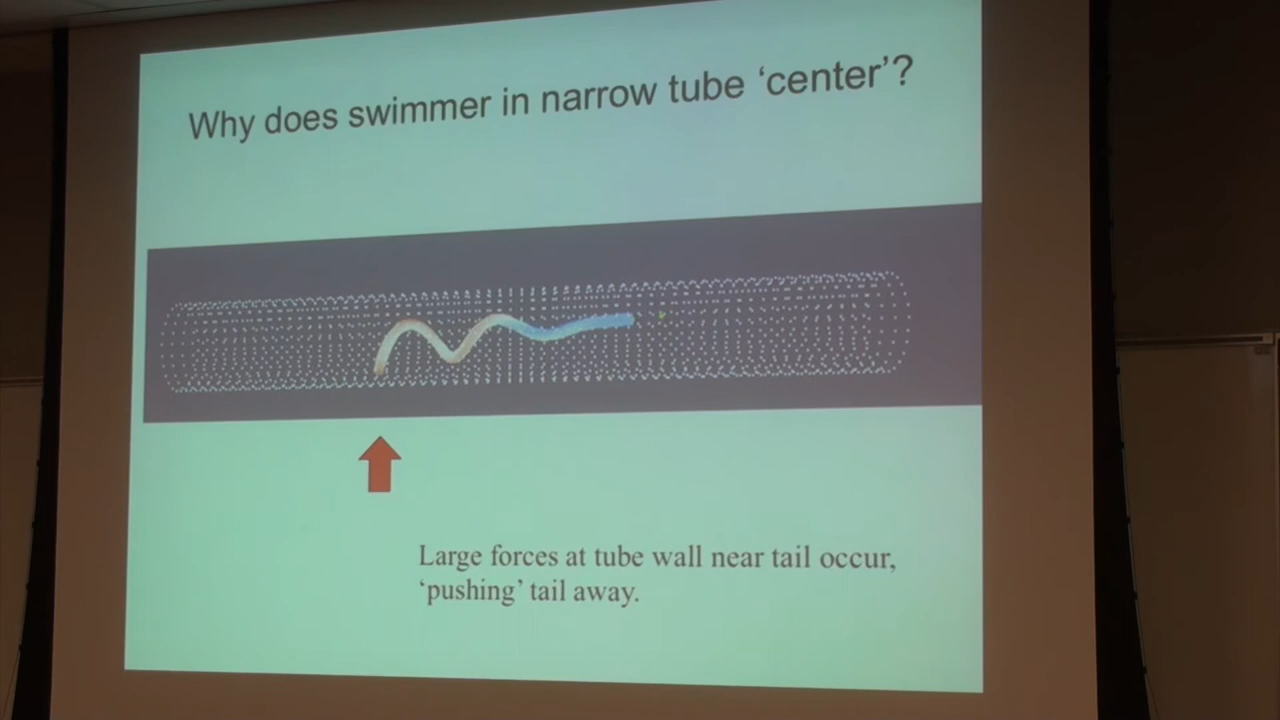 Why does swimmer in narrow tube ‘center’?
Large forces at tube wall near tail occur,
‘pushing’ tail away.